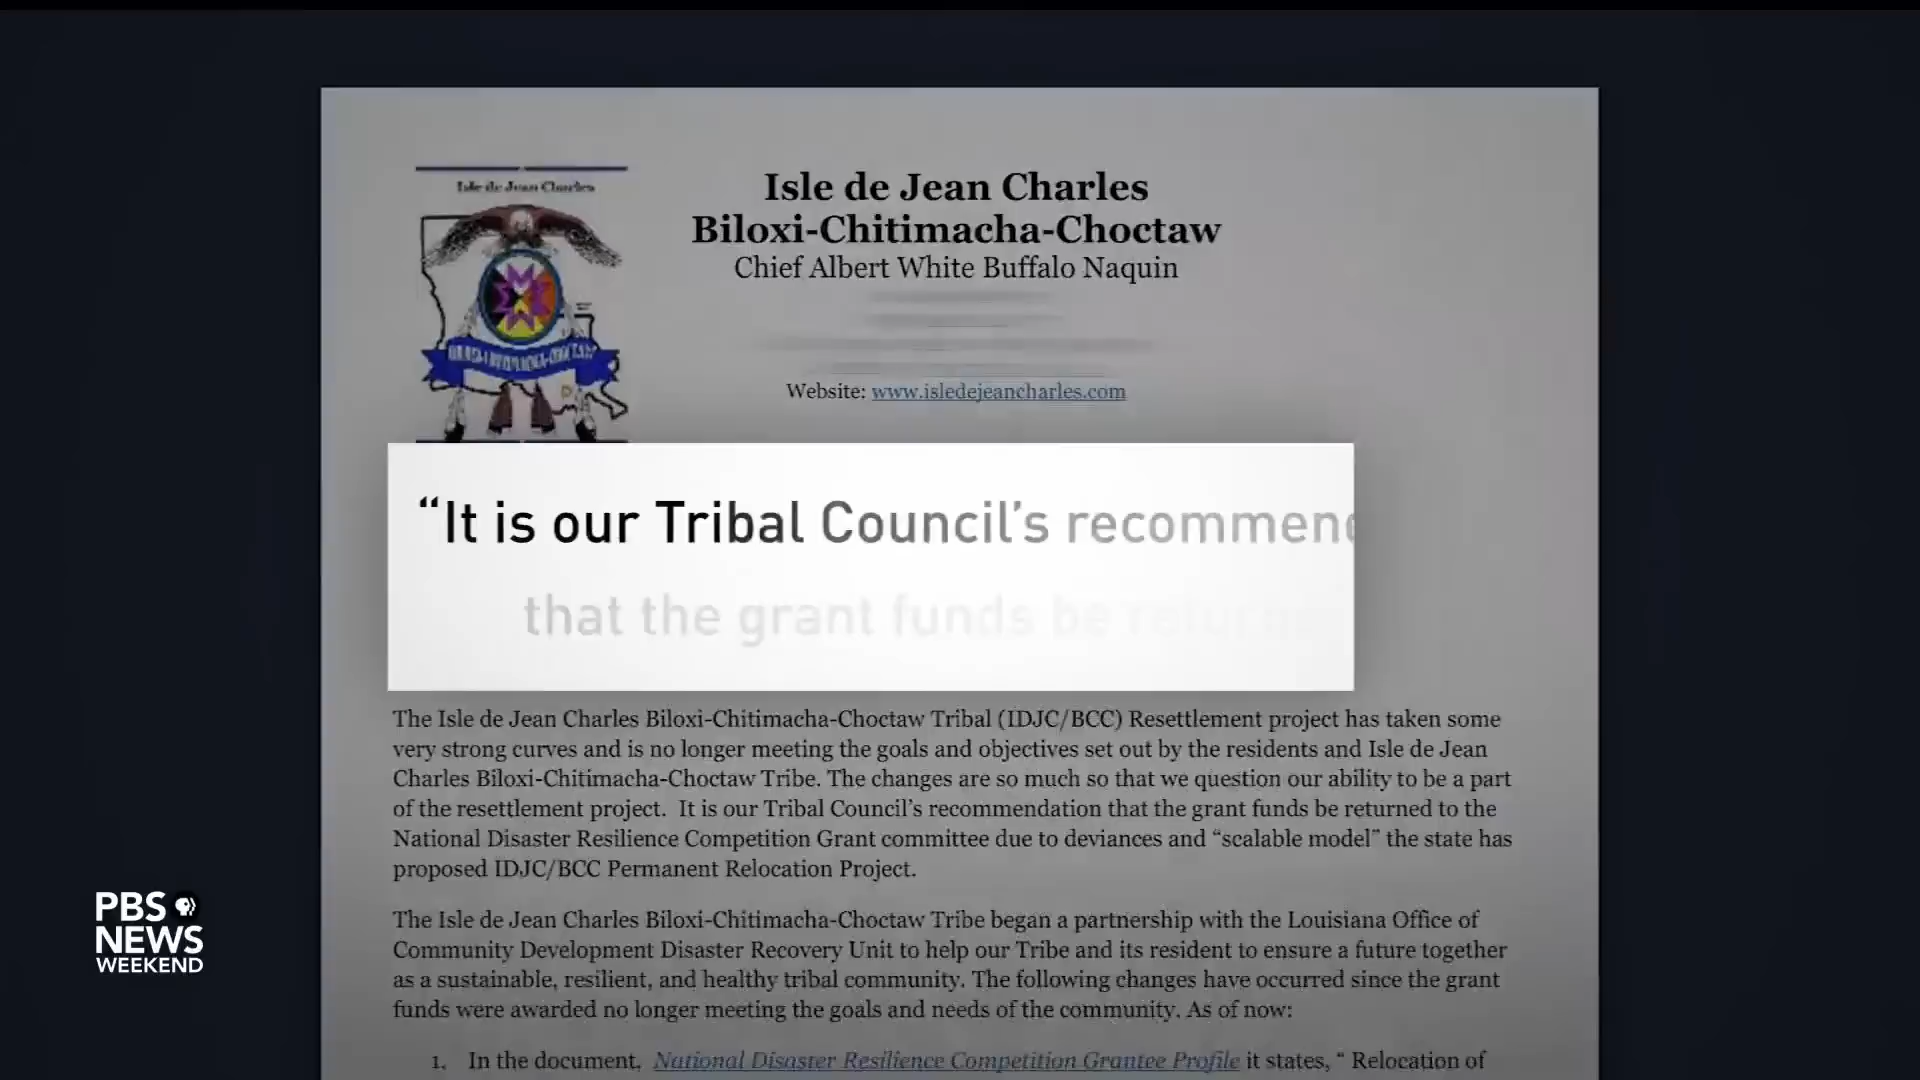 Isle de Jean Charles
Isle de Jean Charles
Biloxi-Chitimacha-Choctaw
Chief Albert White Buffalo Naquin
Website: www.isledejeancharles.com
“It is our Tribal Council’s recommend
that the grant funds be
The Isle de Jean Charles Biloxi-Chitimacha-Choctaw Tribal (IDJC/BCC) Resettlement project has taken some
very strong curves and is no longer meeting the goals and objectives set out by the residents and Isle de Jean
Charles Biloxi-Chitimacha-Choctaw Tribe. The changes are so much so that we question our ability to be a part
of the resettlement project. It is our Tribal Council’s recommendation that the grant funds be returned to the
National Disaster Resilience Competition Grant committee due to deviances and “scalable model” the state has
proposed IDJC/BCC Permanent Relocation Project.
The Isle de Jean Charles Biloxi-Chitimacha-Choctaw Tribe began a partnership with the Louisiana Office of
Community Development Disaster Recovery Unit to help our Tribe and its resident to ensure a future together
as a sustainable, resilient, and healthy tribal community. The following changes have occurred since the grant
funds were awarded no longer meeting the goals and needs of the community. As of now:
1. In the document, National Disaster Resilience Competition Grantee Profile it states, “ Relocation of
PBS
NEWS
WEEKEND